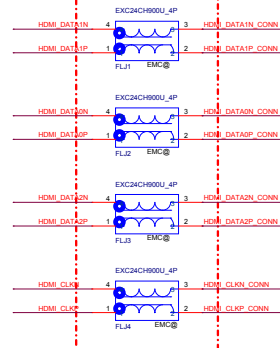 EXC24CH900U_4P
HDMI_DATA1N 4 3 HDMI_DATA1N_CONN
HDMI_DATA1P 1 2 HDMI_DATA1P_CONN
FLJ1 EMC@
EXC24CH900U_4P
HDMI_DATA0N 4 3 HDMI_DATA0N_CONN
HDMI_DATA0P 1 2 HDMI_DATA0P_CONN
FLJ2 EMC@
EXC24CH900U_4P
HDMI_DATA2N 4 3 HDMI_DATA2N_CONN
HDMI_DATA2P 1 2 HDMI_DATA2P_CONN
FLJ3 EMC@
EXC24CH900U_4P
HDMI_CLKN 4 3 HDMI_CLKN_CONN
HDMI_CLKP 1 2 HDMI_CLKP_CONN
FLJ4 EMC@